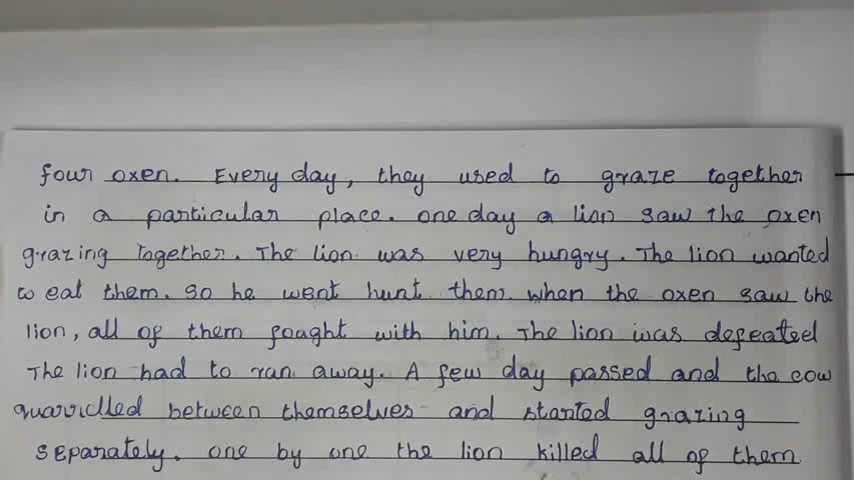 four oxen. Every day, they used to graze together
in a particular place. One day a lion saw the oxen
grazing together. The lion was very hungry. The lion wanted
to eat them. So he went hunt them. When the oxen saw the
lion, all of them fought with him. The lion was defeated
The lion had to ran away. A few day passed and the cow
quarrielled between themselves and started grazing
separately. One by one the lion killed all of them